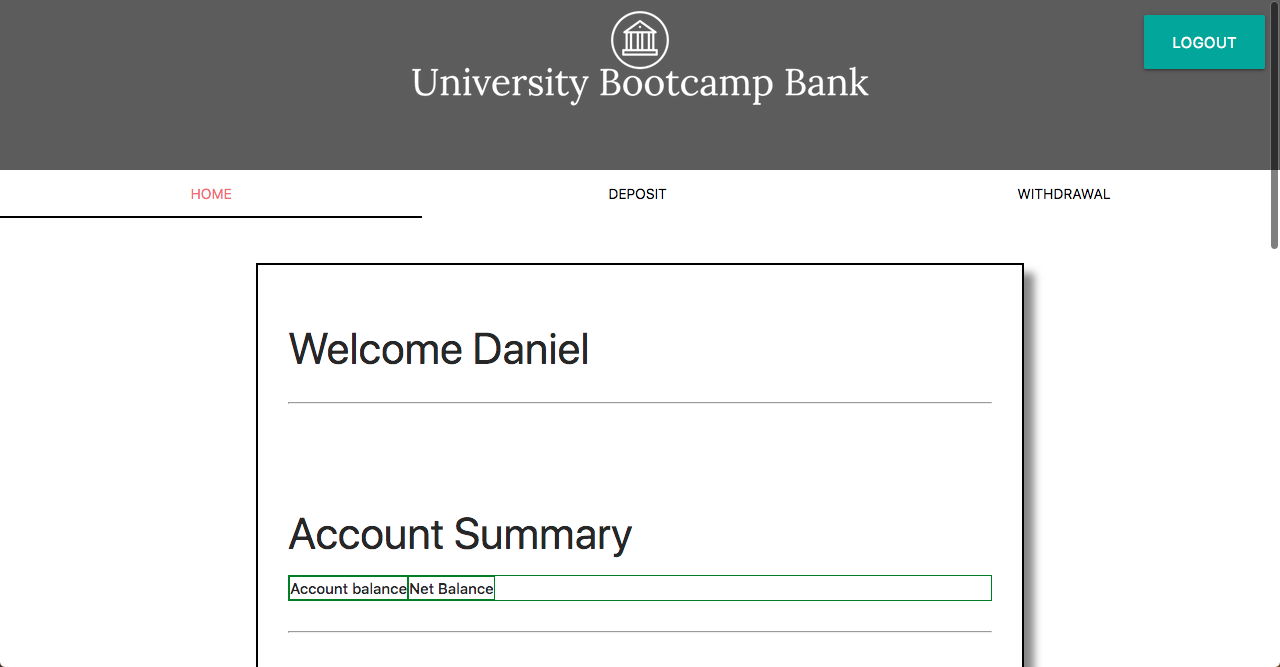 LOGOUT
University Bootcamp Bank
HOME
DEPOSIT
WITHDRAWAL
Welcome Daniel
Account Summary
Account balance Net Balance